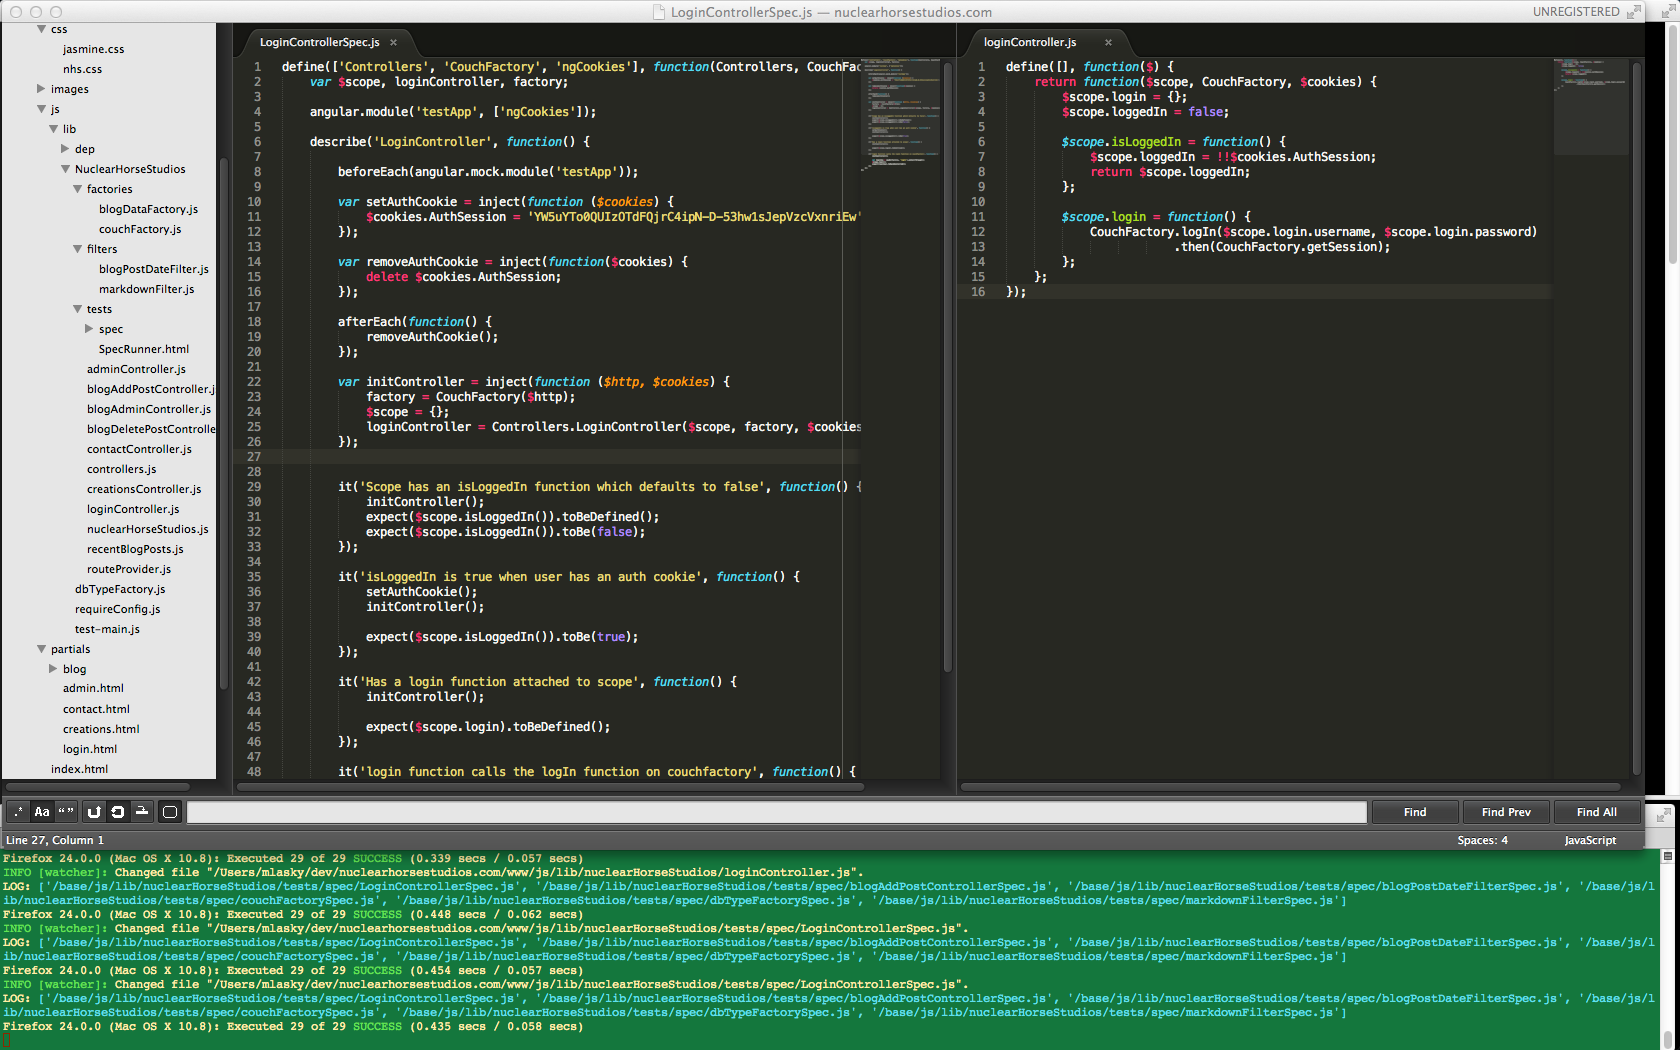 LoginControllerSpec.js — nuclearhorsestudios.com
UNREGISTERED
css
jasmine.css
nhs.css
images
js
lib
dep
NuclearHorseStudios
factories
blogDataFactory.js
couchFactory.js
filters
blogPostDateFilter.js
markdownFilter.js
tests
spec
SpecRunner.html
adminController.js
blogAddPostController.j
blogAdminController.js
blogDeletePostControlle
contactController.js
controllers.js
creationsController.js
loginController.js
nuclearHorseStudios.js
recentBlogPosts.js
routeProvider.js
dbTypeFactory.js
requireConfig.js
test-main.js
partials
blog
admin.html
contact.html
creations.html
login.html
index.html
LoginControllerSpec.js ×
1 define(['Controllers', 'CouchFactory', 'ngCookies'], function(Controllers, CouchFac
2     var $scope, loginController, factory;
3
4     angular.module('testApp', ['ngCookies']);
5
6     describe('LoginController', function() {
7
8         beforeEach(angular.mock.module('testApp'));
9
10         var setAuthCookie = inject(function ($cookies) {
11             $cookies.AuthSession = 'YW5uYTo0QUIzOTdFQjrC4ipN-D-53hw1sJepVzcVxnriEw'
12         });
13
14         var removeAuthCookie = inject(function($cookies) {
15             delete $cookies.AuthSession;
16         });
17
18         afterEach(function() {
19             removeAuthCookie();
20         });
21
22         var initController = inject(function ($http, $cookies) {
23             factory = CouchFactory($http);
24             $scope = {};
25             loginController = Controllers.LoginController($scope, factory, $cookies
26         });
27
28
29         it('Scope has an isLoggedIn function which defaults to false', function() {
30             initController();
31             expect($scope.isLoggedIn()).toBeDefined();
32             expect($scope.isLoggedIn()).toBe(false);
33         });
34
35         it('isLoggedIn is true when user has an auth cookie', function() {
36             setAuthCookie();
37             initController();
38
39             expect($scope.isLoggedIn()).toBe(true);
40         });
41
42         it('Has a login function attached to scope', function() {
43             initController();
44
45             expect($scope.login).toBeDefined();
46         });
47
48         it('login function calls the logIn function on couchfactory', function() {
loginController.js ×
1 define([], function($) {
2     return function($scope, CouchFactory, $cookies) {
3         $scope.login = {};
4         $scope.loggedIn = false;
5
6         $scope.isLoggedIn = function() {
7             $scope.loggedIn = !!$cookies.AuthSession;
8             return $scope.loggedIn;
9         };
10
11         $scope.login = function() {
12             CouchFactory.logIn($scope.login.username, $scope.login.password)
13                         .then(CouchFactory.getSession);
14         };
15     };
16 });
.* Aa “ ”
Find
Find Prev
Find All
Line 27, Column 1
Spaces: 4
JavaScript
Firefox 24.0.0 (Mac OS X 10.8): Executed 29 of 29 SUCCESS (0.339 secs / 0.057 secs)
INFO [watcher]: Changed file "/Users/mlasky/dev/nuclearhorsestudios.com/www/js/lib/nuclearHorseStudios/loginController.js".
LOG: ['/base/js/lib/nuclearHorseStudios/tests/spec/LoginControllerSpec.js', '/base/js/lib/nuclearHorseStudios/tests/spec/blogAddPostControllerSpec.js', '/base/js/lib/nuclearHorseStudios/tests/spec/blogPostDateFilterSpec.js', '/base/js/l
ib/nuclearHorseStudios/tests/spec/couchFactorySpec.js', '/base/js/lib/nuclearHorseStudios/tests/spec/dbTypeFactorySpec.js', '/base/js/lib/nuclearHorseStudios/tests/spec/markdownFilterSpec.js']
Firefox 24.0.0 (Mac OS X 10.8): Executed 29 of 29 SUCCESS (0.448 secs / 0.062 secs)
INFO [watcher]: Changed file "/Users/mlasky/dev/nuclearhorsestudios.com/www/js/lib/nuclearHorseStudios/tests/spec/LoginControllerSpec.js".
LOG: ['/base/js/lib/nuclearHorseStudios/tests/spec/LoginControllerSpec.js', '/base/js/lib/nuclearHorseStudios/tests/spec/blogAddPostControllerSpec.js', '/base/js/lib/nuclearHorseStudios/tests/spec/blogPostDateFilterSpec.js', '/base/js/l
ib/nuclearHorseStudios/tests/spec/couchFactorySpec.js', '/base/js/lib/nuclearHorseStudios/tests/spec/dbTypeFactorySpec.js', '/base/js/lib/nuclearHorseStudios/tests/spec/markdownFilterSpec.js']
Firefox 24.0.0 (Mac OS X 10.8): Executed 29 of 29 SUCCESS (0.454 secs / 0.057 secs)
INFO [watcher]: Changed file "/Users/mlasky/dev/nuclearhorsestudios.com/www/js/lib/nuclearHorseStudios/tests/spec/LoginControllerSpec.js".
LOG: ['/base/js/lib/nuclearHorseStudios/tests/spec/LoginControllerSpec.js', '/base/js/lib/nuclearHorseStudios/tests/spec/blogAddPostControllerSpec.js', '/base/js/lib/nuclearHorseStudios/tests/spec/blogPostDateFilterSpec.js', '/base/js/l
ib/nuclearHorseStudios/tests/spec/couchFactorySpec.js', '/base/js/lib/nuclearHorseStudios/tests/spec/dbTypeFactorySpec.js', '/base/js/lib/nuclearHorseStudios/tests/spec/markdownFilterSpec.js']
Firefox 24.0.0 (Mac OS X 10.8): Executed 29 of 29 SUCCESS (0.435 secs / 0.058 secs)